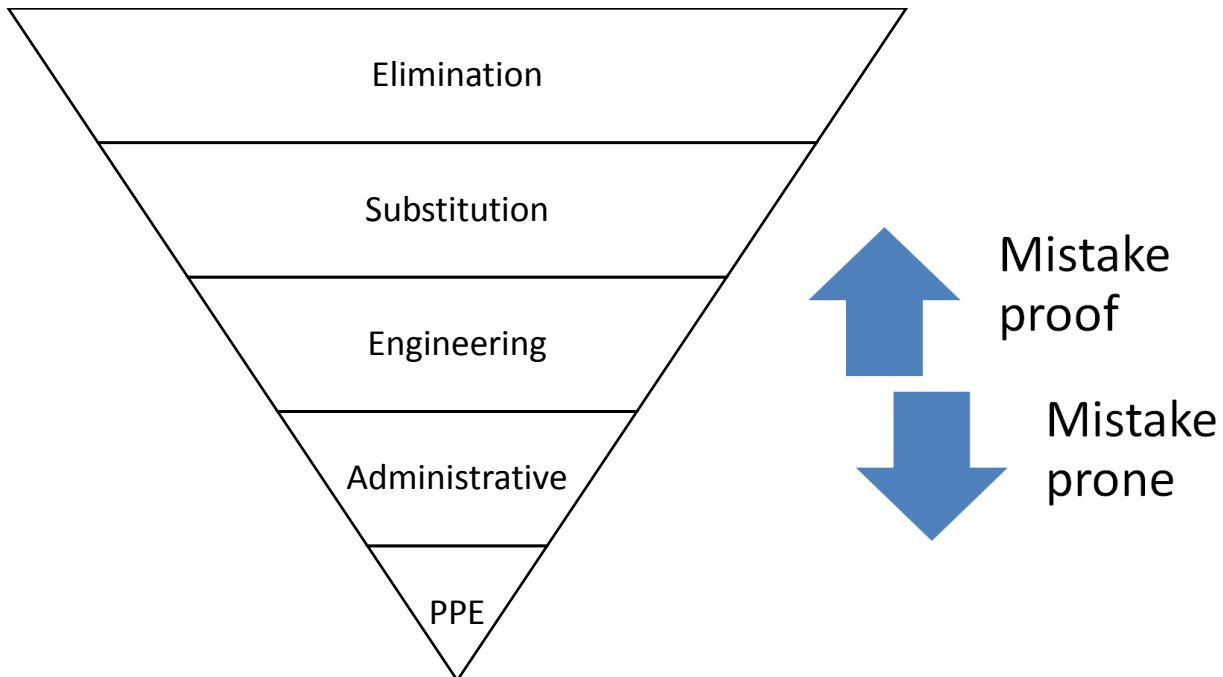 Elimination
Substitution
Engineering
Administrative
PPE
Mistake
proof
Mistake
prone